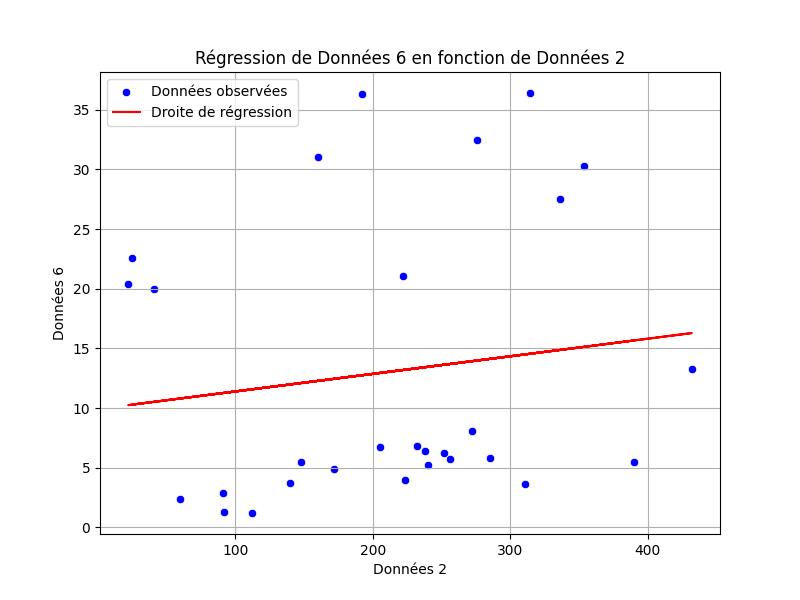 Régression de Données 6 en fonction de Données 2
Données observées
Droite de régression
35
30
25
20
15
10
5
0
Données 6
100
200
300
400
Données 2